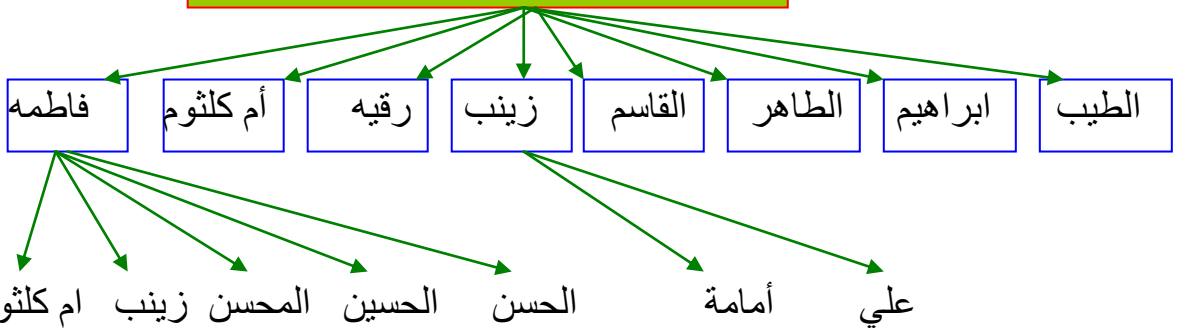 الطيب ابراهيم الطاهر القاسم زينب رقيه أم كلثوم فاطمه
علي أمامة الحسن الحسين المحسن زينب ام كلثو